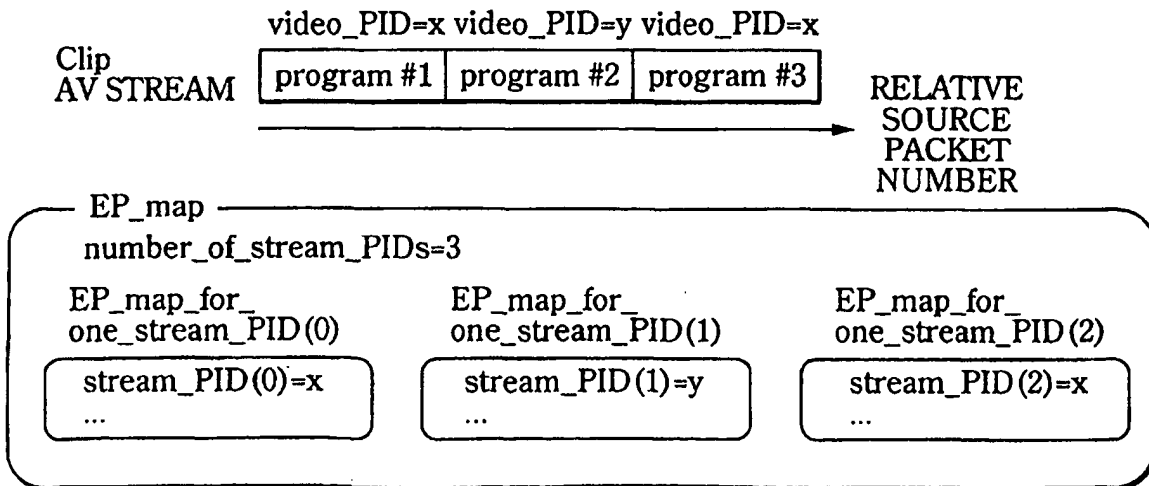 video_PID=x video_PID=y video_PID=x
Clip
AV STREAM
program #1 program #2 program #3
RELATIVE
SOURCE
PACKET
NUMBER
EP_map
number_of_stream_PIDs=3
EP_map_for_
one_stream_PID(0)
stream_PID(0)=x
...
EP_map_for_
one_stream_PID(1)
stream_PID(1)=y
...
EP_map_for_
one_stream_PID(2)
stream_PID(2)=x
...